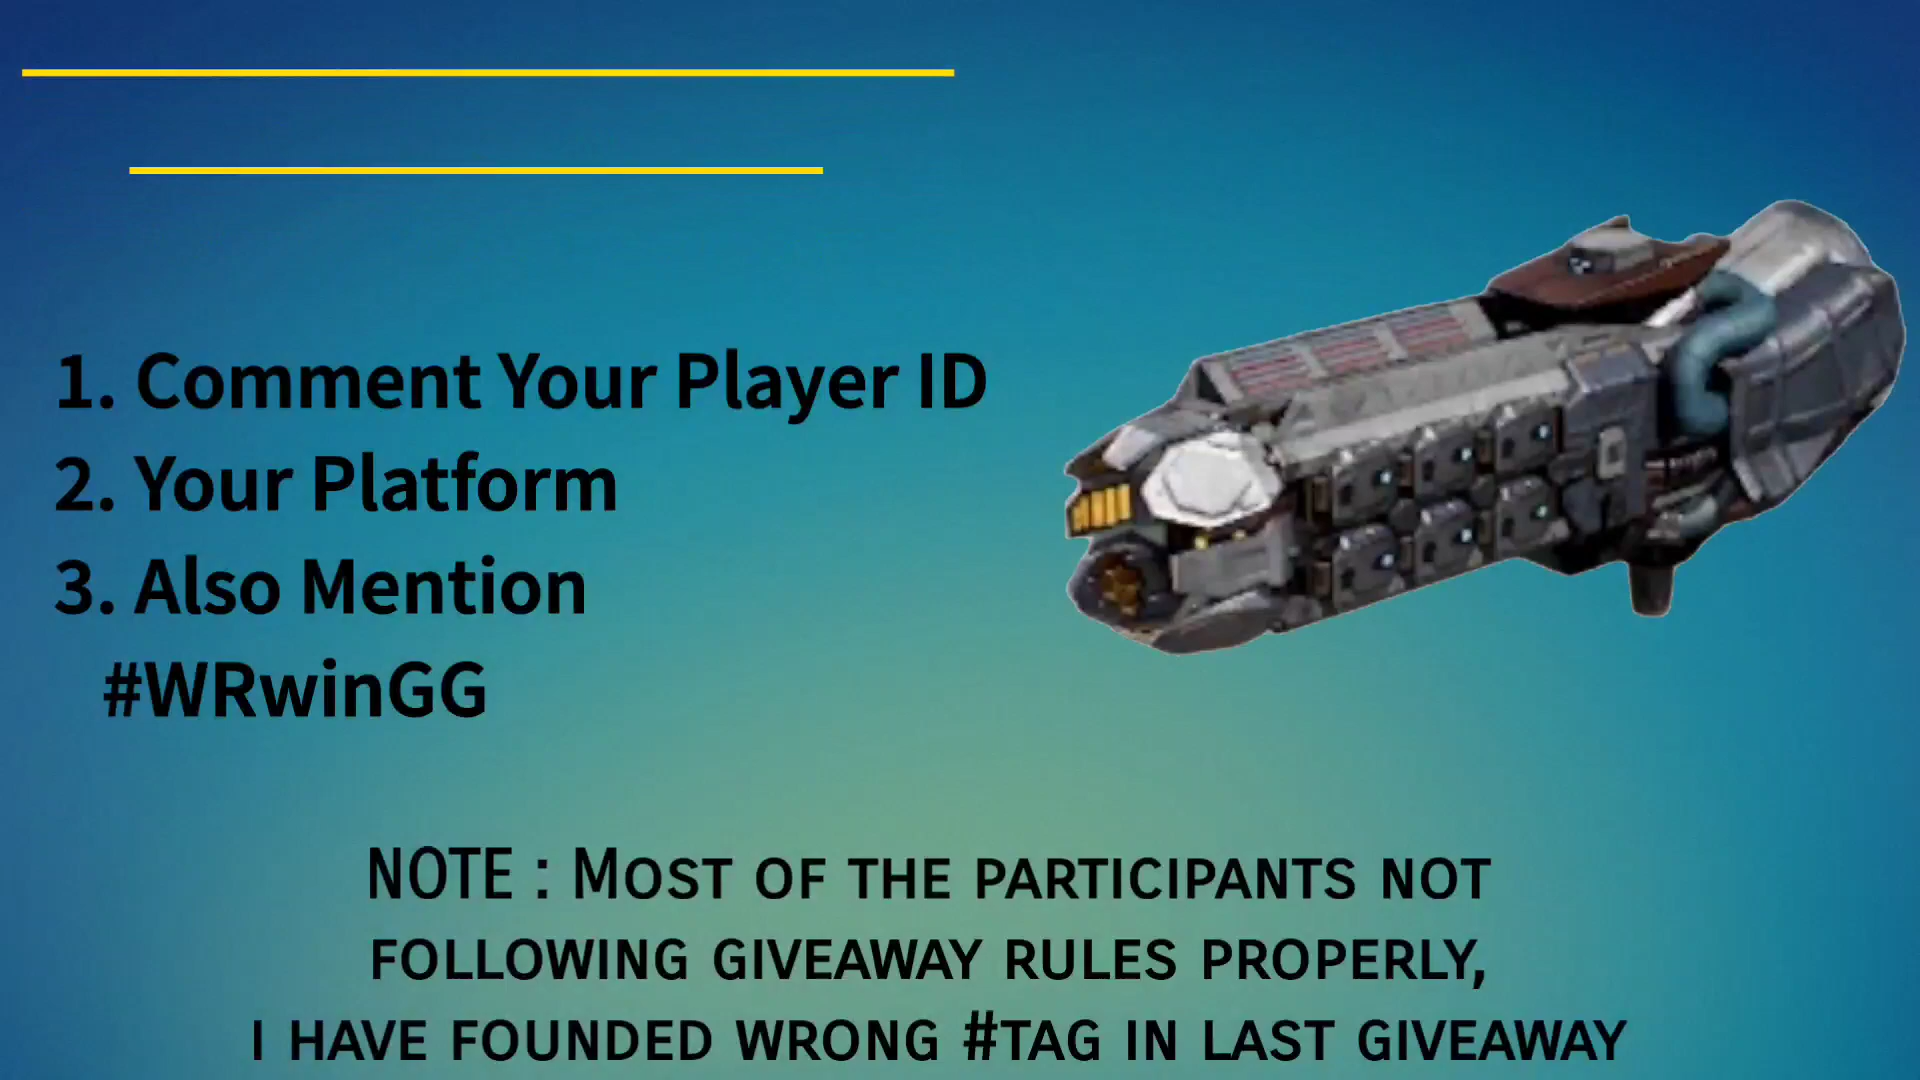 1. Comment Your Player ID
2. Your Platform
3. Also Mention
#WRwinGG
NOTE : Most of the participants not
following giveaway rules properly,
i have founded wrong #tag in last giveaway